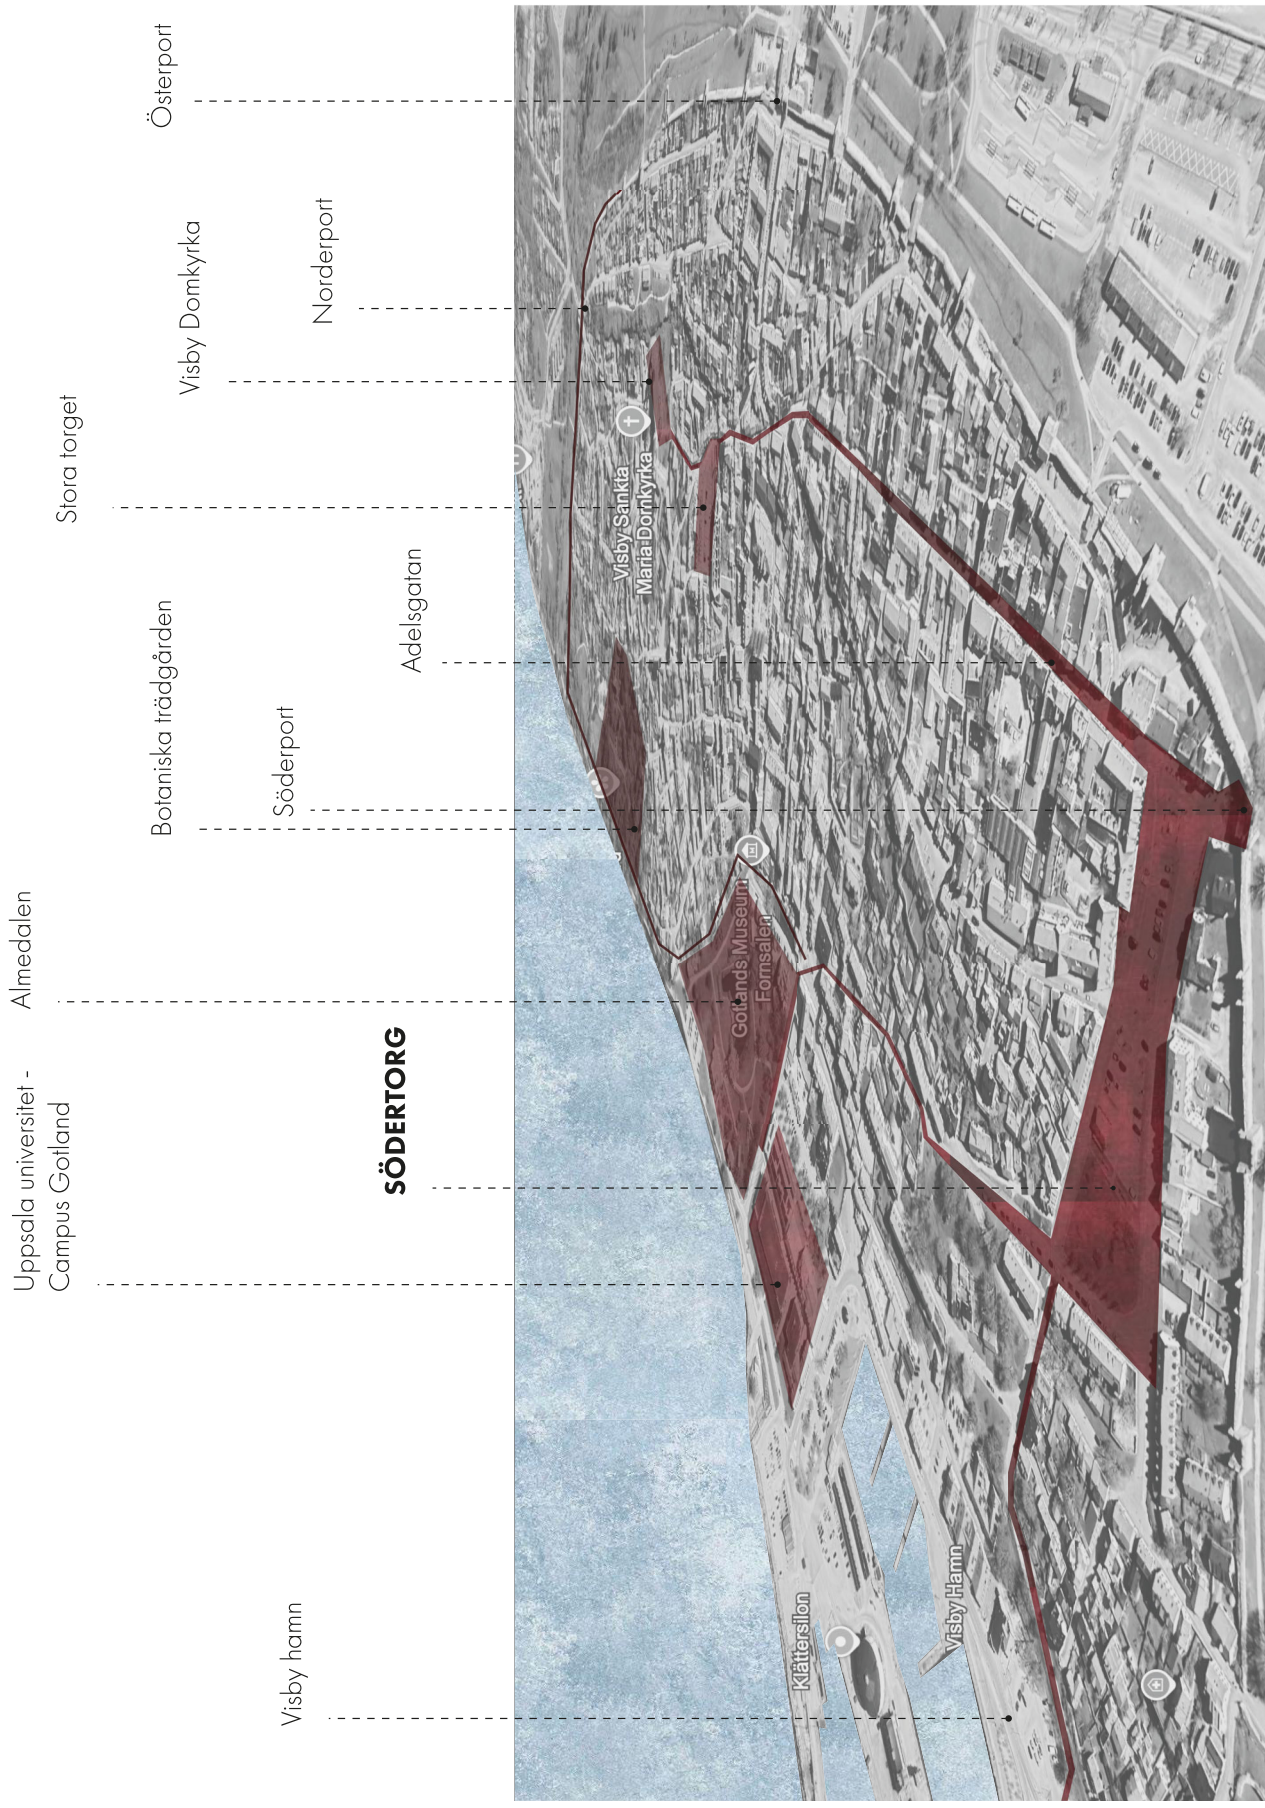 Visby hamn
Uppsala universitet -
Campus Gotland
SÖDERTORG
Almedalen
Botaniska trädgården
Söderport
Adelsgatan
Stora torget
Visby Domkyrka
Norderport
Österport
Visby Sankta
Maria Domkyrka
Gotlands Museum
Fornsalen
Klättersilon
Visby Hamn